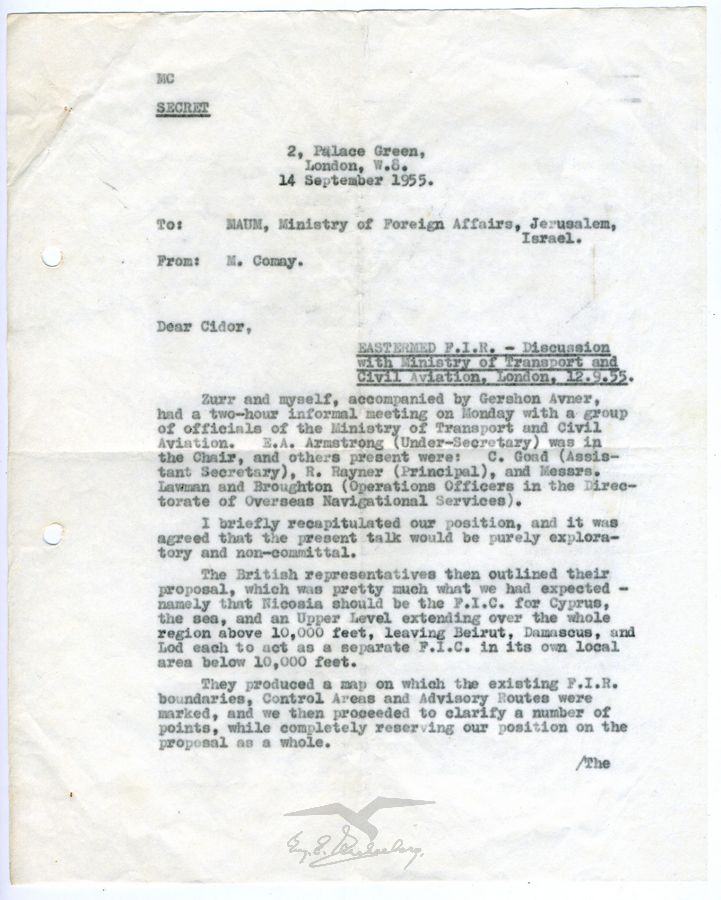 MC
SECRET
2, Palace Green,
London, W.8.
14 September 1955.
To: MAUM, Ministry of Foreign Affairs, Jerusalem,
Israel.
From: M. Comay.
Dear Cidor,
EASTERMED F.I.R. - Discussion
with Ministry of Transport and
Civil Aviation, London, 12.9.55.
Zurr and myself, accompanied by Gershon Avner,
had a two-hour informal meeting on Monday with a group
of officials of the Ministry of Transport and Civil
Aviation. E.A. Armstrong (Under-Secretary) was in
the Chair, and others present were: C. Goad (Assis-
tant Secretary), R. Rayner (Principal), and Messrs.
Lawman and Broughton (Operations Officers in the Direc-
torate of Overseas Navigational Services).
I briefly recapitulated our position, and it was
agreed that the present talk would be purely explora-
tory and non-committal.
The British representatives then outlined their
proposal, which was pretty much what we had expected -
namely that Nicosia should be the F.I.C. for Cyprus,
the sea, and an Upper Level extending over the whole
region above 10,000 feet, leaving Beirut, Damascus, and
Lod each to act as a separate F.I.C. in its own local
area below 10,000 feet.
They produced a map on which the existing F.I.R.
boundaries, Control Areas and Advisory Routes were
marked, and we then proceeded to clarify a number of
points, while completely reserving our position on the
proposal as a whole.
/The